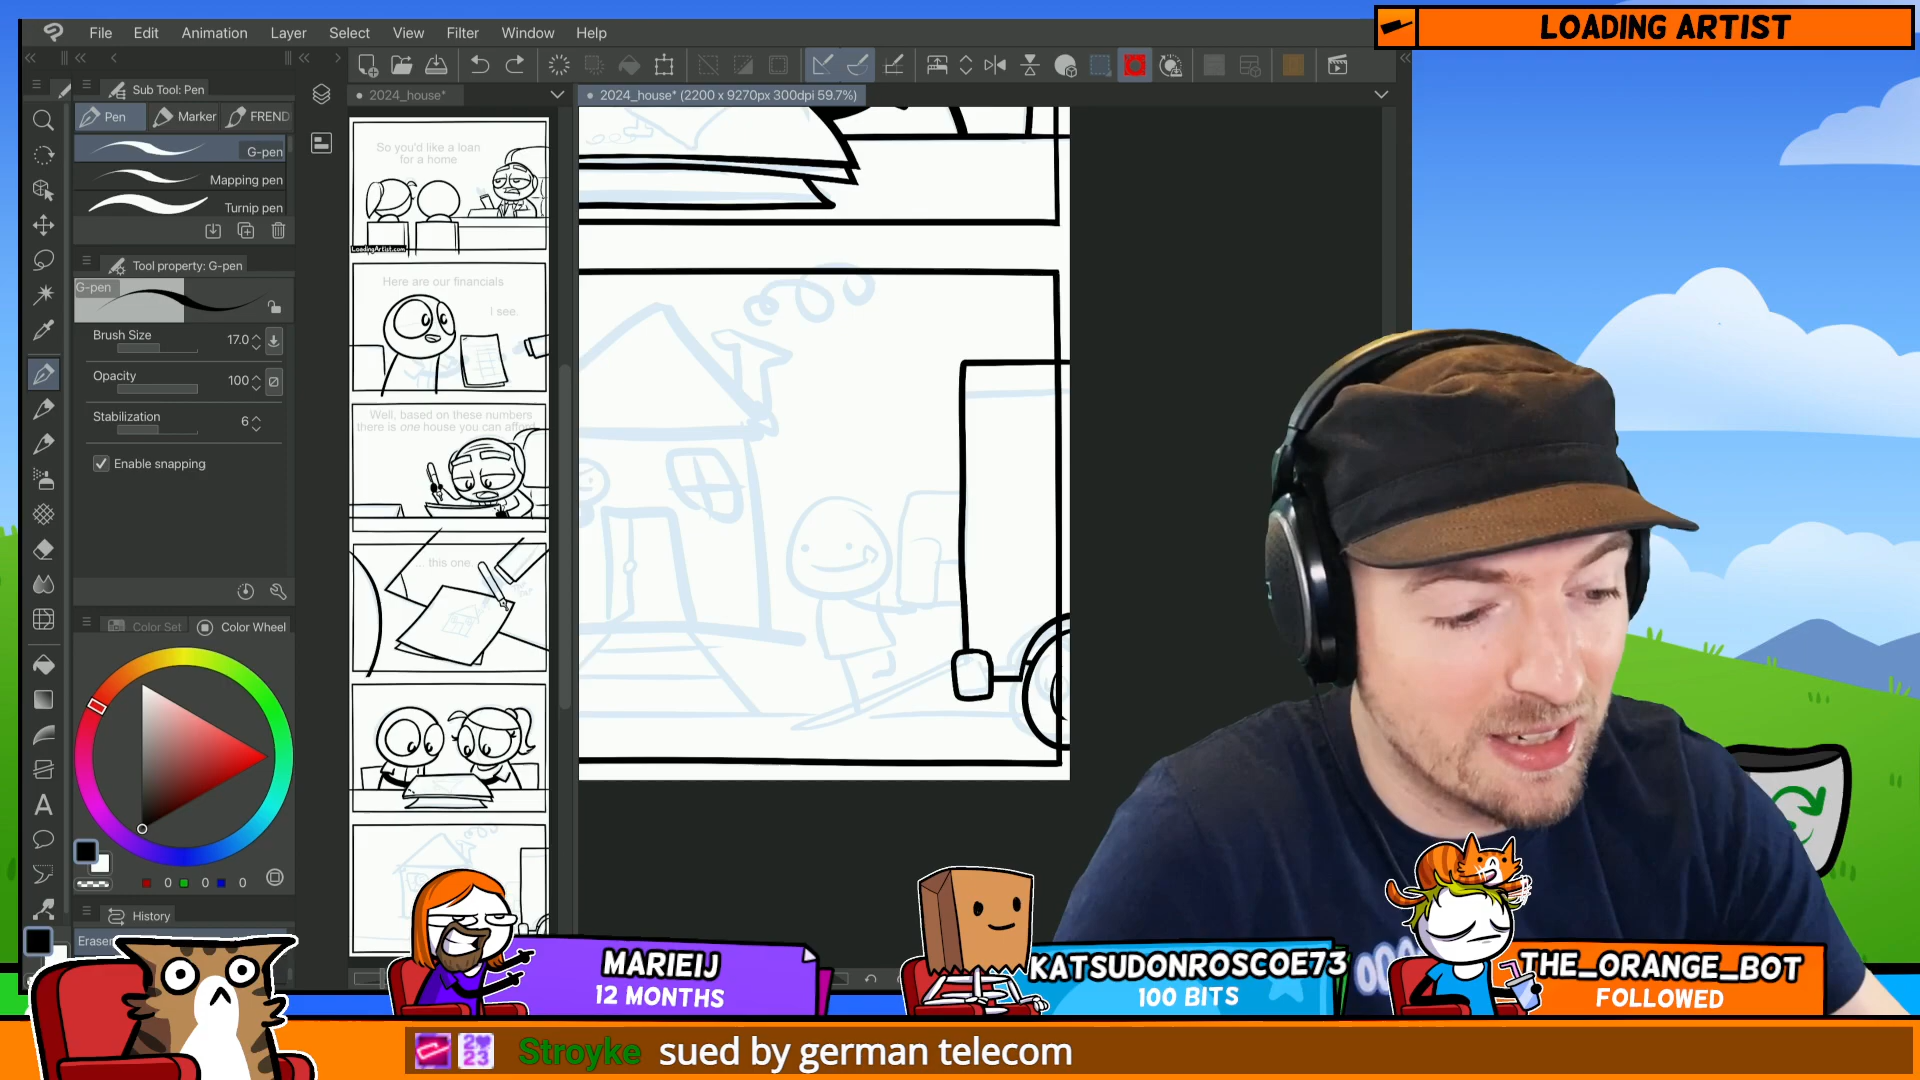 LOADING ARTIST
File Edit Animation Layer Select View Filter Window Help
Sub Tool: Pen
2024_house*
2024_house* (2200 x 9270px 300dpi 59.7%)
Pen Marker FREND
G-pen
Mapping pen
Turnip pen
Tool property: G-pen
G-pen
Brush Size 17.0
Opacity 100
Stabilization 6
Enable snapping
Color Set Color Wheel
0 0 0
History
Eraser
So you'd like a loan
for a home
LoadingArtist.com
Here are our financials
I see.
Well, based on these numbers
there is one house you can afford
... this one.
MARIEIJ
12 MONTHS
KATSUDONROSCOE73
100 BITS
THE_ORANGE_BOT
FOLLOWED
2023
Stroyke sued by german telecom